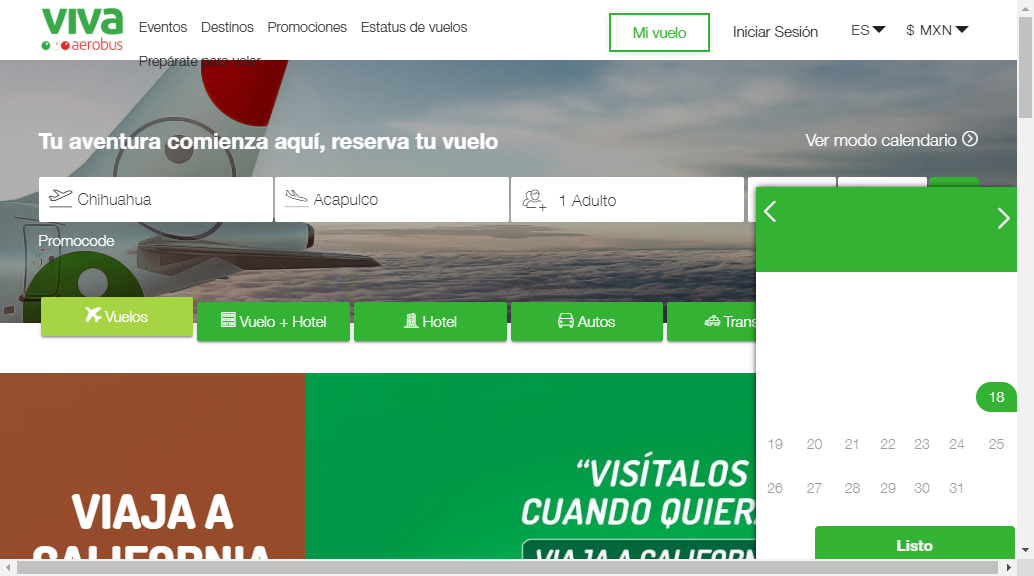 viva
aerobus
Eventos Destinos Promociones Estatus de vuelos
Prepárate para volar
Mi vuelo
Iniciar Sesión
ES
$ MXN
Tu aventura comienza aquí, reserva tu vuelo
Ver modo calendario
Chihuahua
Acapulco
1 Adulto
Promocode
Vuelos
Vuelo + Hotel
Hotel
Autos
18
19 20 21 22 23 24 25
26 27 28 29 30 31
Listo
VIAJA A
CALIFORNIA
“VISÍTALOS
CUANDO
VIAJA A